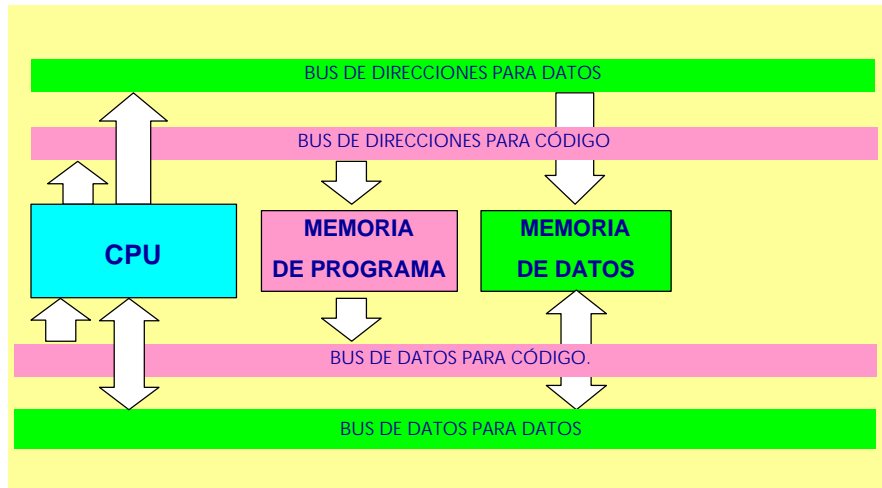 BUS DE DIRECCIONES PARA DATOS
BUS DE DIRECCIONES PARA CÓDIGO
CPU
MEMORIA
DE PROGRAMA
MEMORIA
DE DATOS
BUS DE DATOS PARA CÓDIGO.
BUS DE DATOS PARA DATOS